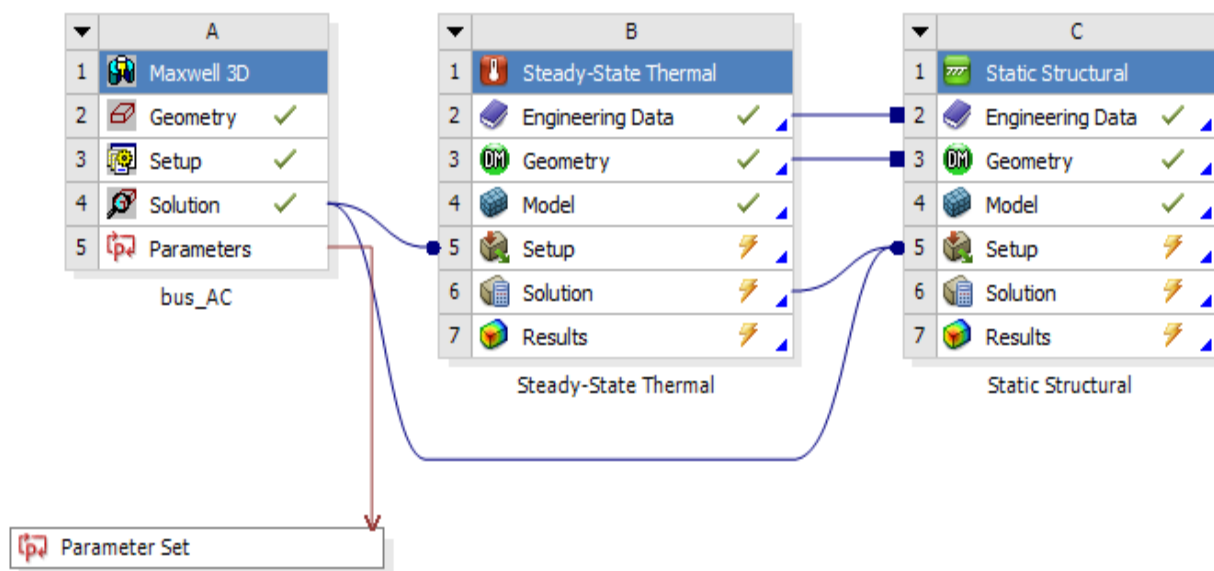 A
1 Maxwell 3D
2 Geometry
3 Setup
4 Solution
5 Parameters
bus_AC
B
1 Steady-State Thermal
2 Engineering Data
3 DM Geometry
4 Model
5 Setup
6 Solution
7 Results
Steady-State Thermal
C
1 Static Structural
2 Engineering Data
3 DM Geometry
4 Model
5 Setup
6 Solution
7 Results
Static Structural
p Parameter Set